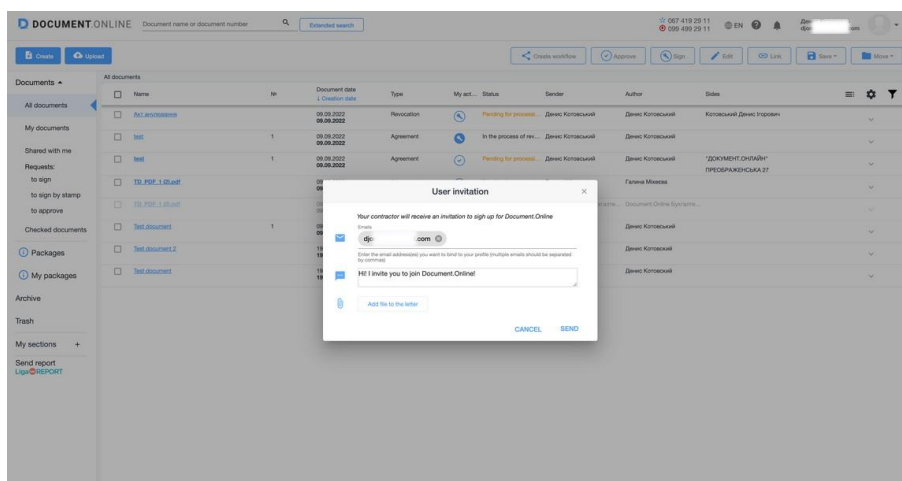 DOCUMENT.ONLINE
Document name or document number
Extended search
067 419 29 11
099 499 29 11
EN
Create
Upload
Create workflow
Approve
Sign
Edit
Link
Save
Move
Documents
All documents
My documents
Shared with me
Requests:
to sign
to sign by stamp
to approve
Checked documents
Packages
My packages
Archive
Trash
My sections +
Send report
Liga REPORT
All documents
Name
№
Document date
↓ Creation date
Type
My act...
Status
Sender
Author
Sides
Акт анулювання
09.09.2022
09.09.2022
Revocation
Pending for processi...
Денис Котовський
Денис Котовський
Котовський Денис Ігорович
test
1
09.09.2022
09.09.2022
Agreement
In the process of rev...
Денис Котовський
Денис Котовський
test
1
09.09.2022
09.09.2022
Agreement
Pending for processi...
Денис Котовський
Денис Котовський
"ДОКУМЕНТ.ОНЛАЙН"
ПРЕОБРАЖЕНСЬКА 27
TD_PDF_1 (2).pdf
Галина Міхеєва
TD_PDF_1 (2).pdf
Document.Online
Test document
1
Денис Котовський
Test document 2
Денис Котовский
Test document
Денис Котовский
User invitation
×
Your contractor will receive an invitation to sigh up for Document.Online
Emails
.com
Enter the email address(es) you want to bind to your profile (multiple emails should be separated
by commas)
Hi! I invite you to join Document.Online!
Add file to the letter
CANCEL
SEND